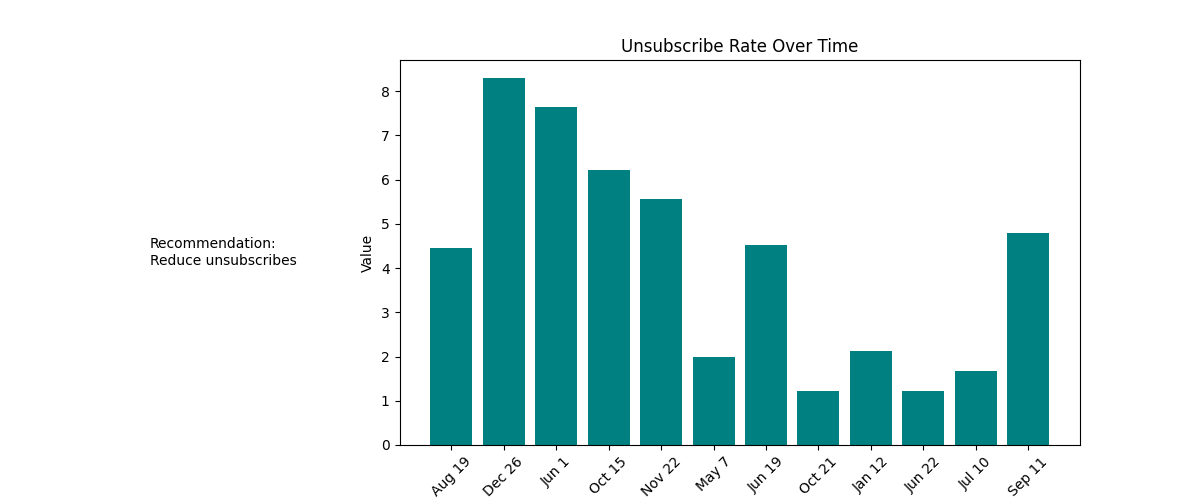 Unsubscribe Rate Over Time
Recommendation:
Reduce unsubscribes
Value
8
7
6
5
4
3
2
1
0
Aug 19
Dec 26
Jun 1
Oct 15
Nov 22
May 7
Jun 19
Oct 21
Jan 12
Jun 22
Jul 10
Sep 11